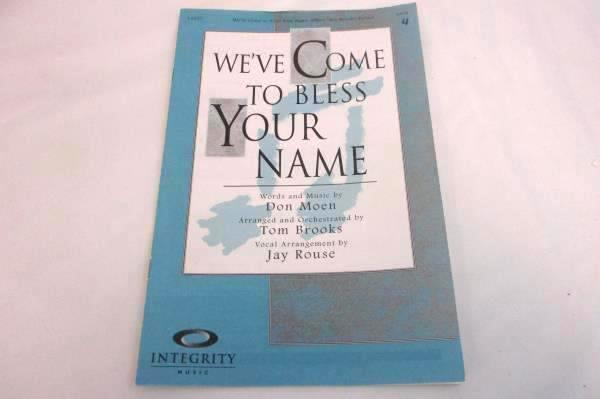 WE'VE COME
TO BLESS
YOUR
NAME
Words and Music by
Don Moen
Arranged and Orchestrated by
Tom Brooks
Vocal Arrangement by
Jay Rouse
INTEGRITY
MUSIC